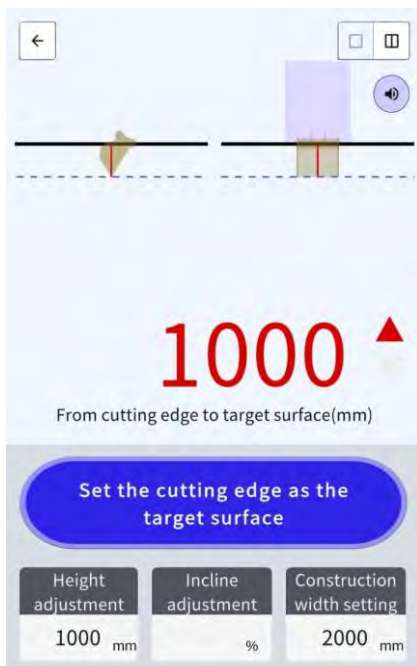 1000
From cutting edge to target surface(mm)
Set the cutting edge as the
target surface
Height
adjustment
Incline
adjustment
Construction
width setting
1000 mm
%
2000 mm